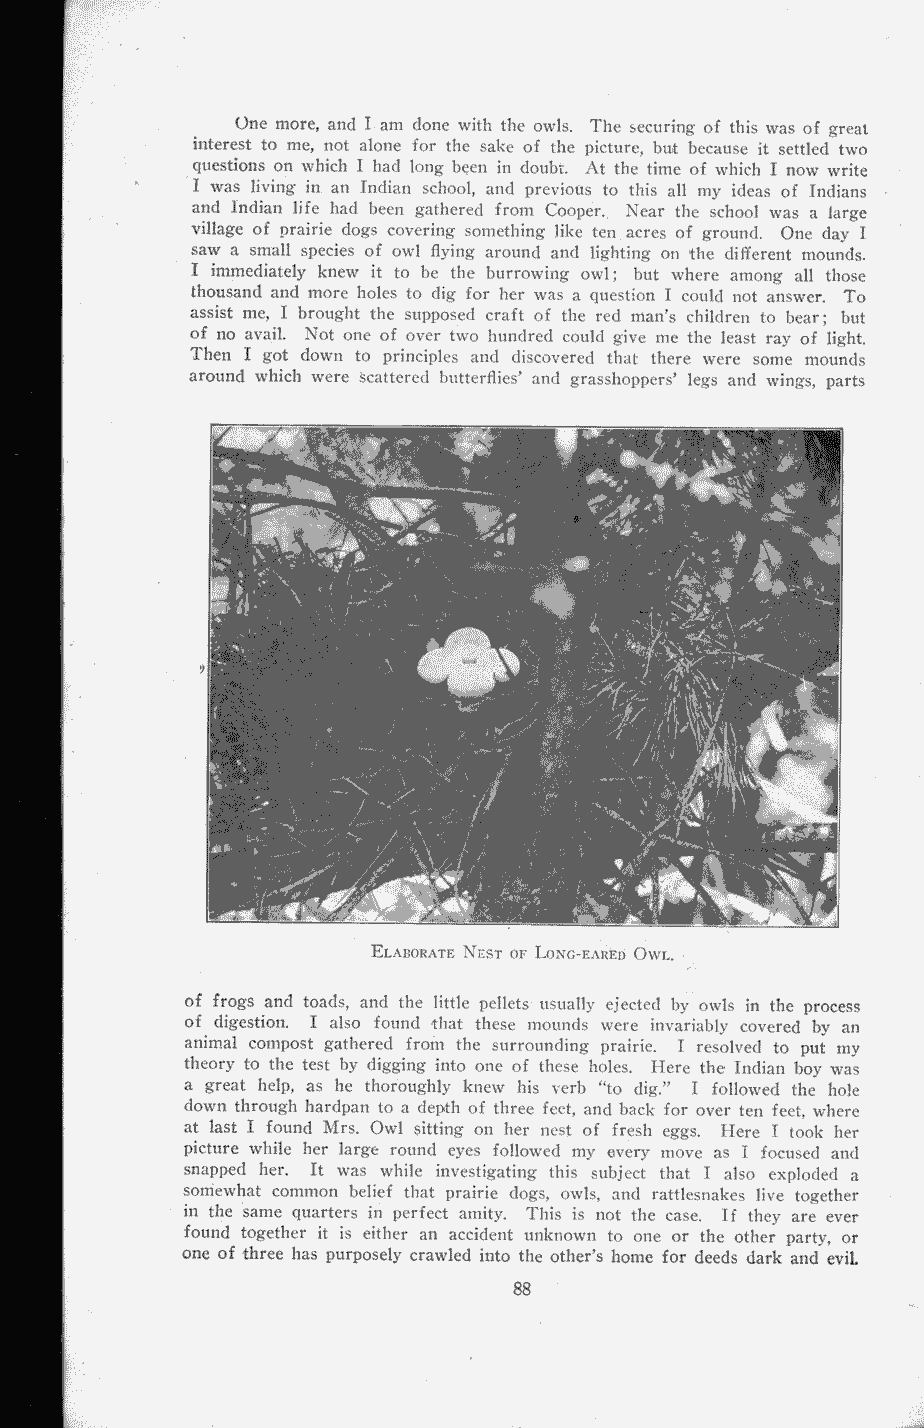 One more, and I am done with the owls. The securing of this was of great
interest to me, not alone for the sake of the picture, but because it settled two
questions on which I had long been in doubt. At the time of which I now write
I was living in an Indian school, and previous to this all my ideas of Indians
and Indian life had been gathered from Cooper. Near the school was a large
village of prairie dogs covering something like ten acres of ground. One day I
saw a small species of owl flying around and lighting on the different mounds.
I immediately knew it to be the burrowing owl; but where among all those
thousand and more holes to dig for her was a question I could not answer. To
assist me, I brought the supposed craft of the red man's children to bear; but
of no avail. Not one of over two hundred could give me the least ray of light.
Then I got down to principles and discovered that there were some mounds
around which were scattered butterflies' and grasshoppers' legs and wings, parts
ELABORATE NEST OF LONG-EARED OWL.
of frogs and toads, and the little pellets usually ejected by owls in the process
of digestion. I also found that these mounds were invariably covered by an
animal compost gathered from the surrounding prairie. I resolved to put my
theory to the test by digging into one of these holes. Here the Indian boy was
a great help, as he thoroughly knew his verb "to dig." I followed the hole
down through hardpan to a depth of three feet, and back for over ten feet, where
at last I found Mrs. Owl sitting on her nest of fresh eggs. Here I took her
picture while her large round eyes followed my every move as I focused and
snapped her. It was while investigating this subject that I also exploded a
somewhat common belief that prairie dogs, owls, and rattlesnakes live together
in the same quarters in perfect amity. This is not the case. If they are ever
found together it is either an accident unknown to one or the other party, or
one of three has purposely crawled into the other's home for deeds dark and evil.
88